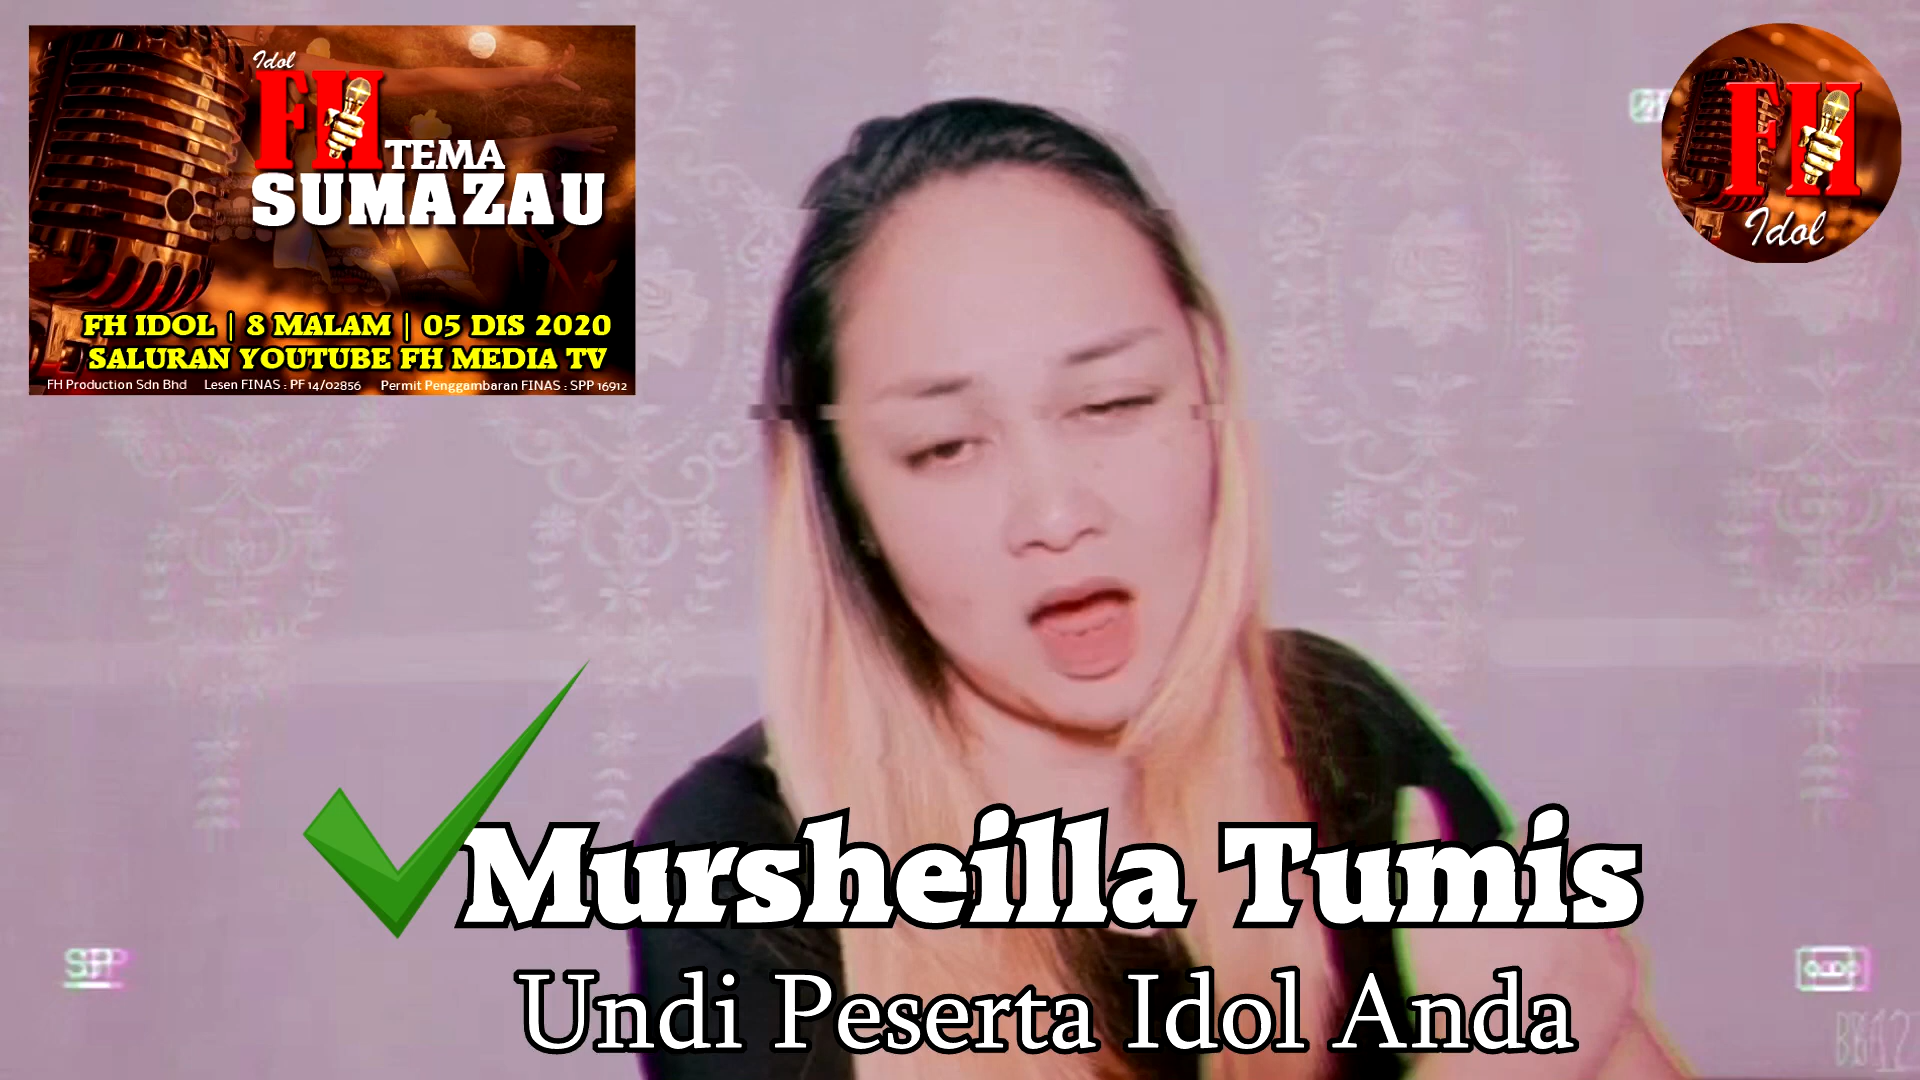 Idol
FH TEMA
SUMAZAU
FH IDOL | 8 MALAM | 05 DIS 2020
SALURAN YOUTUBE FH MEDIA TV
FH Production Sdn Bhd Lesen FINAS : PF 14/02856 Permit Penggambaran FINAS : SPP 16912
FH
Idol
Mursheilla Tumis
Undi Peserta Idol Anda
SP